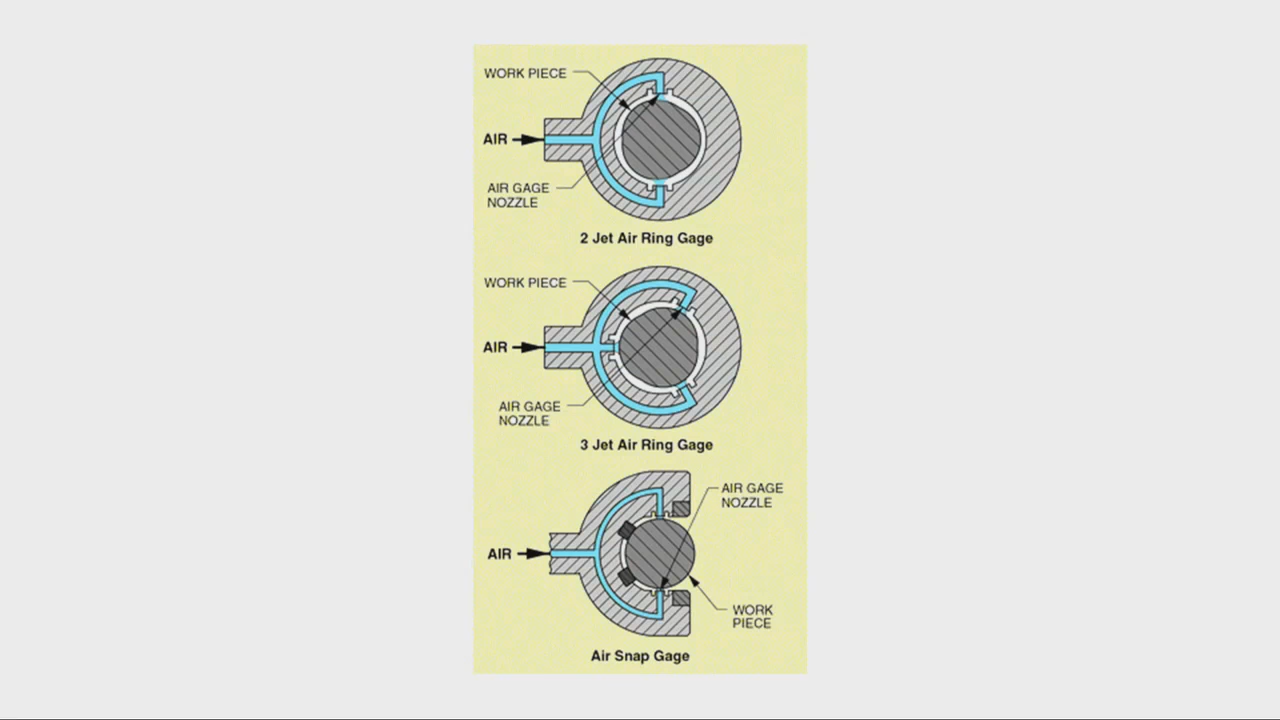 WORK PIECE
AIR
AIR GAGE
NOZZLE
2 Jet Air Ring Gage
WORK PIECE
AIR
AIR GAGE
NOZZLE
3 Jet Air Ring Gage
AIR GAGE
NOZZLE
AIR
WORK
PIECE
Air Snap Gage